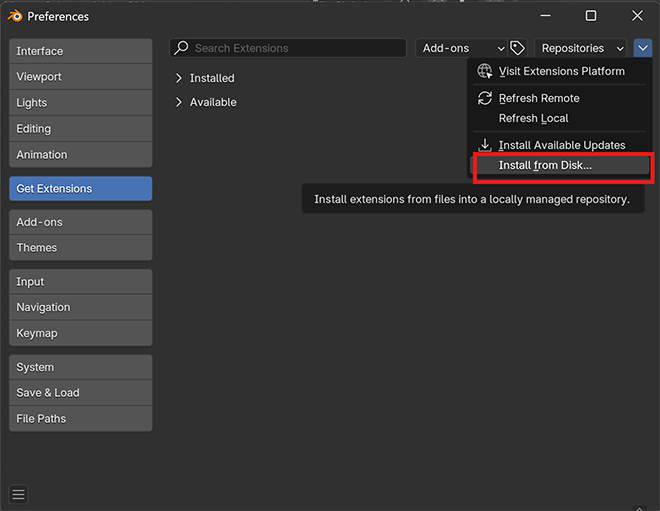 Preferences
Interface
Viewport
Lights
Editing
Animation
Get Extensions
Add-ons
Themes
Input
Navigation
Keymap
System
Save & Load
File Paths
Search Extensions
Add-ons
Repositories
Installed
Available
Visit Extensions Platform
Refresh Remote
Refresh Local
Install Available Updates
Install from Disk...
Install extensions from files into a locally managed repository.